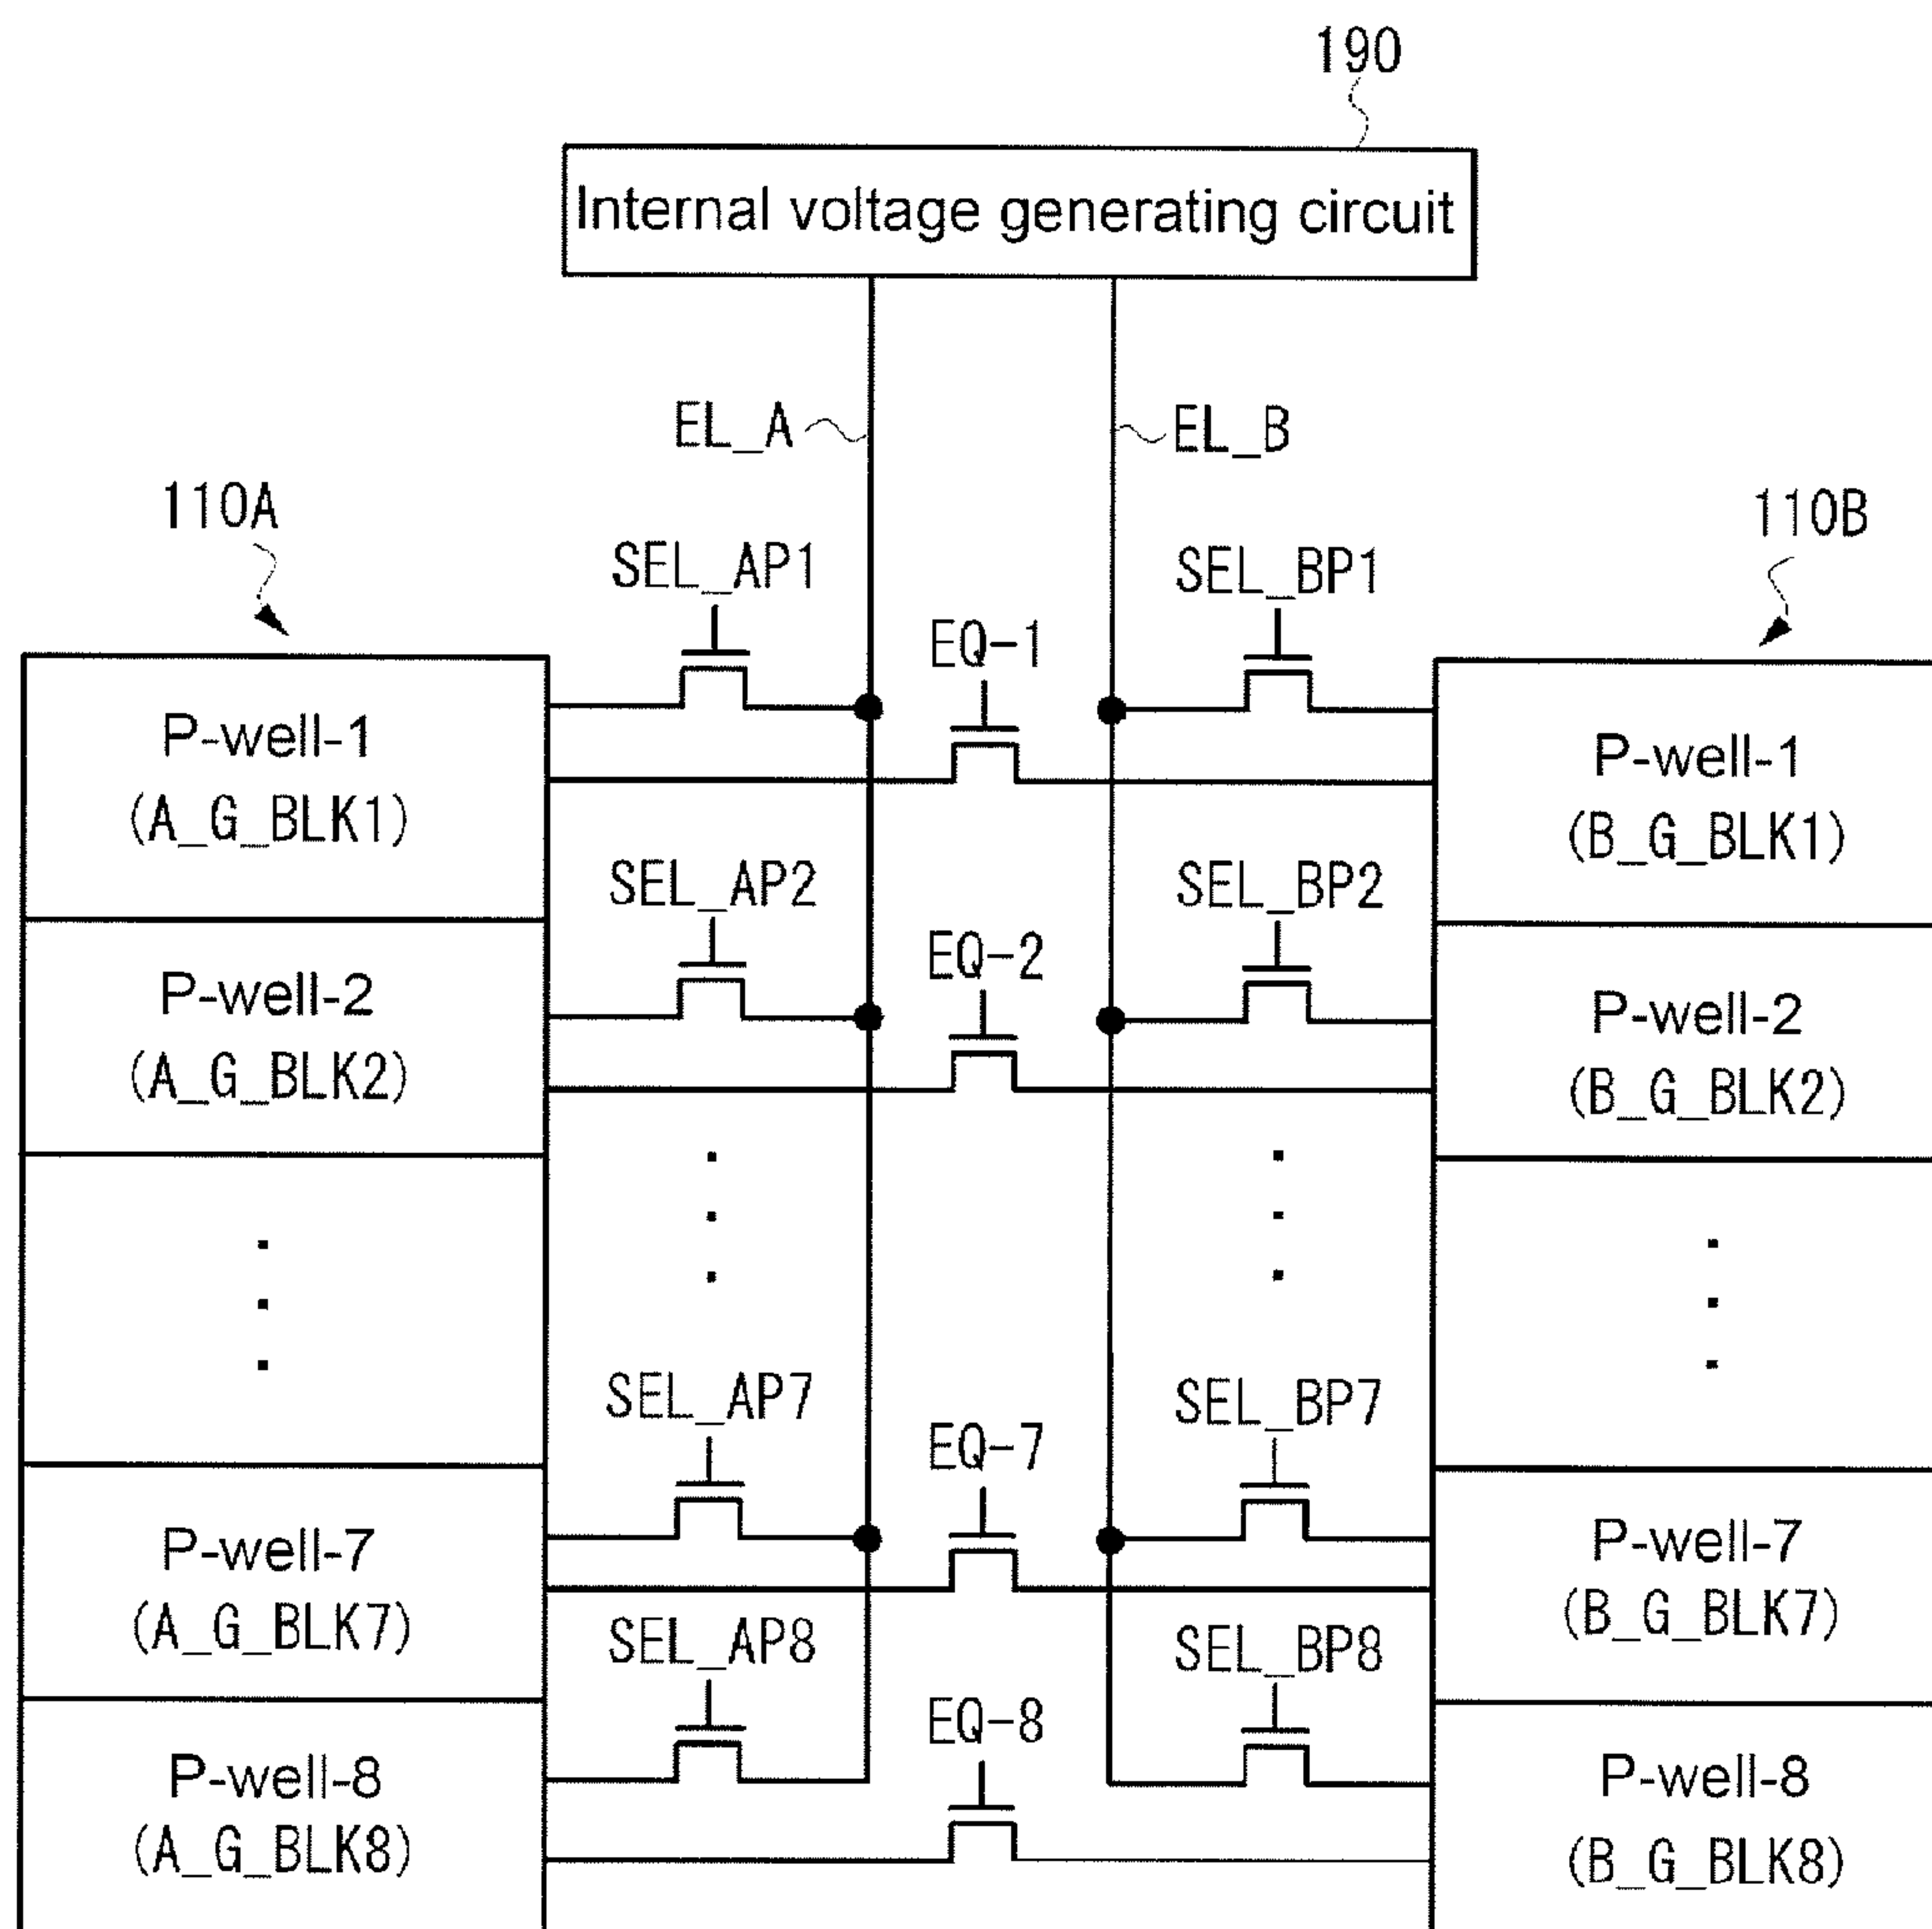 190
Internal voltage generating circuit
EL_A
EL_B
110A
110B
SEL_AP1
SEL_BP1
EQ-1
P-well-1
(A_G_BLK1)
P-well-1
(B_G_BLK1)
SEL_AP2
SEL_BP2
EQ-2
P-well-2
(A_G_BLK2)
P-well-2
(B_G_BLK2)
SEL_AP7
SEL_BP7
EQ-7
P-well-7
(A_G_BLK7)
P-well-7
(B_G_BLK7)
SEL_AP8
SEL_BP8
EQ-8
P-well-8
(A_G_BLK8)
P-well-8
(B_G_BLK8)